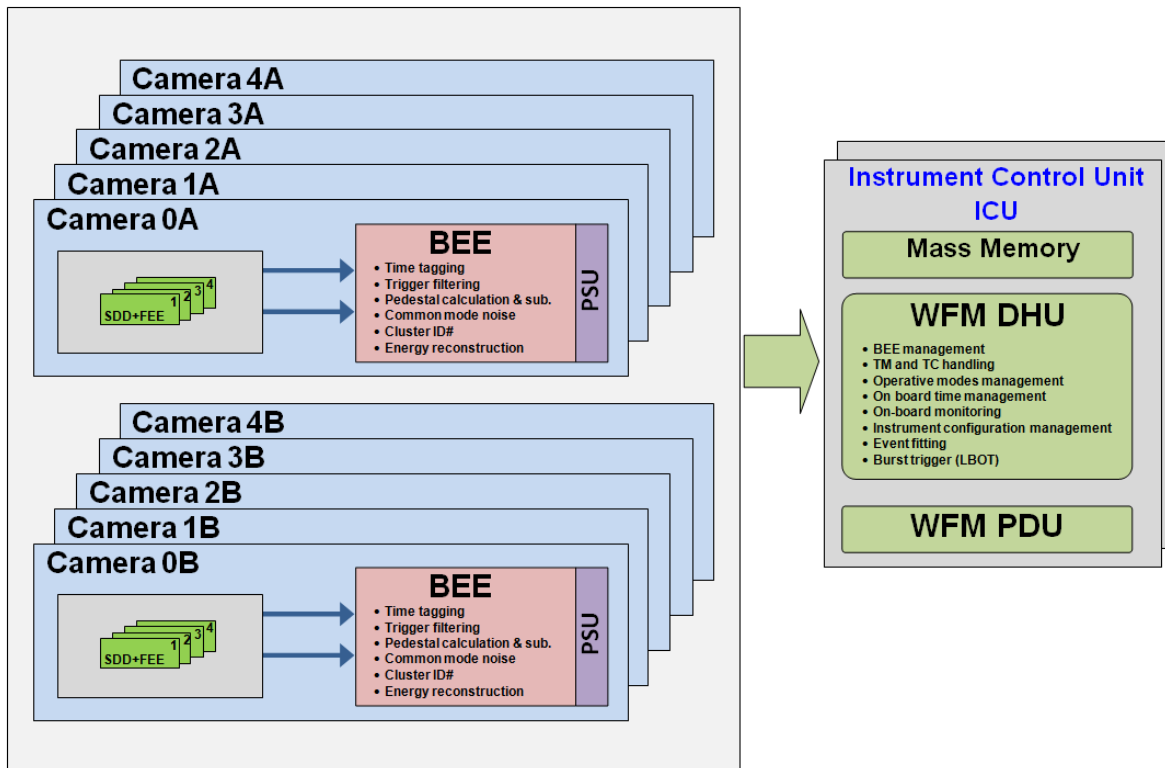 Camera 4A
Camera 3A
Camera 2A
Camera 1A
Camera 0A
1
2
3
4
SDD+FEE
BEE
• Time tagging
• Trigger filtering
• Pedestal calculation & sub.
• Common mode noise
• Cluster ID#
• Energy reconstruction
PSU
Camera 4B
Camera 3B
Camera 2B
Camera 1B
Camera 0B
1
2
3
4
SDD+FEE
BEE
• Time tagging
• Trigger filtering
• Pedestal calculation & sub.
• Common mode noise
• Cluster ID#
• Energy reconstruction
PSU
Instrument Control Unit
ICU
Mass Memory
WFM DHU
• BEE management
• TM and TC handling
• Operative modes management
• On board time management
• On-board monitoring
• Instrument configuration management
• Event fitting
• Burst trigger (LBOT)
WFM PDU